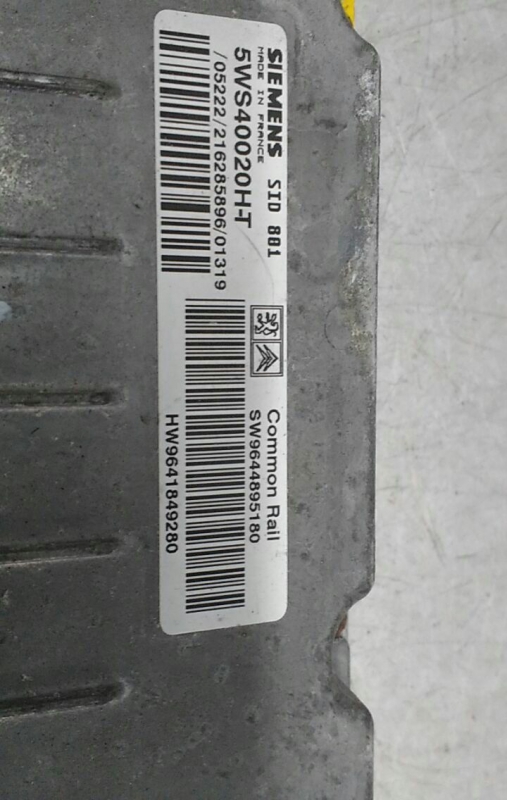 SIEMENS SID 801
MADE IN FRANCE
5WS40020H-T
/05222/216285896/01319
Common Rail
SW9644895180
HW9641849280